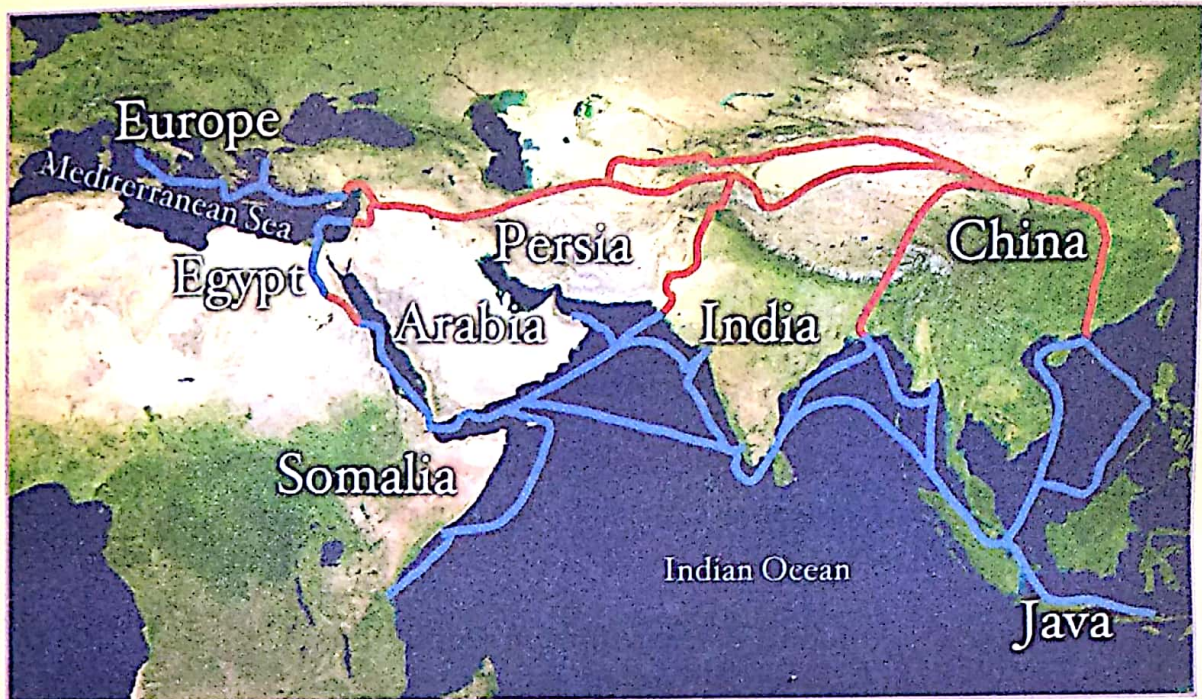 Europe
Mediterranean Sea
Egypt
Persia
China
Arabia
India
Somalia
Indian Ocean
Java